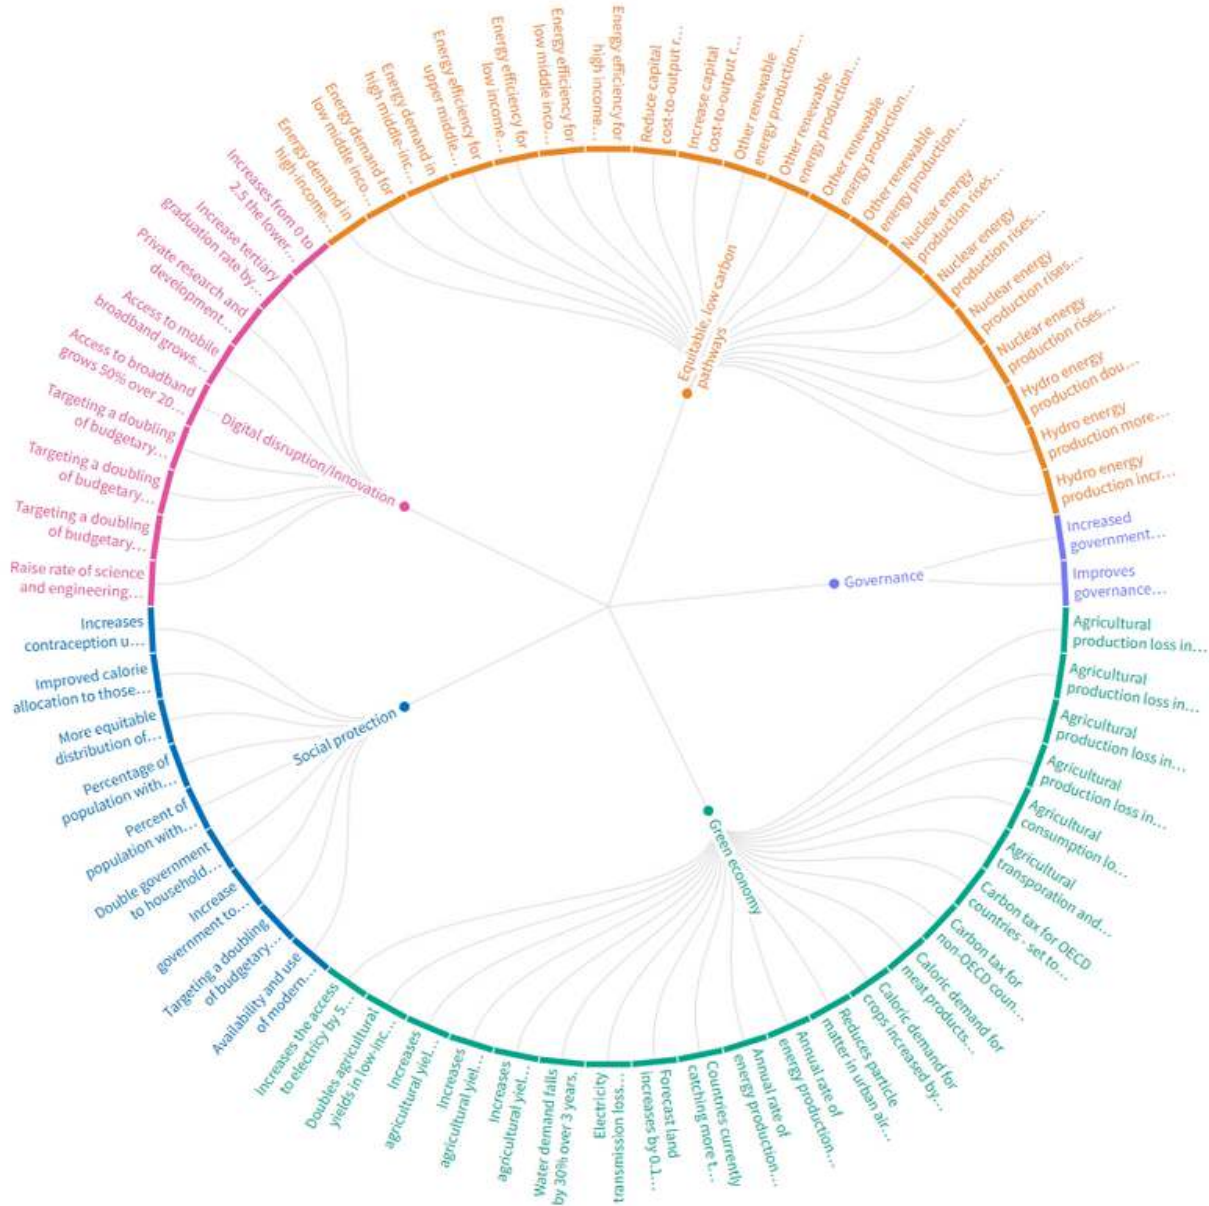 Energy demand in
high income...
Energy demand for
low middle inco...
Energy demand in
high middle-inc...
Energy efficiency for
upper middle...
Energy efficiency for
low income...
Energy efficiency for
low middle inco...
Energy efficiency for
high income...
Reduce capital
cost-to-output r...
Increase capital
cost-to-output r...
Other renewable
energy production...
Other renewable
energy production...
Other renewable
energy production...
Other renewable
energy production...
Nuclear energy
production rises...
Nuclear energy
production rises...
Nuclear energy
production rises...
Nuclear energy
production rises...
Hydro energy
production dou...
Hydro energy
production more...
Hydro energy
production incr...
Equitable, low carbon
pathways
Increased
government...
Improves
governance...
Governance
Agricultural
production loss in...
Agricultural
production loss in...
Agricultural
production loss in...
Agricultural
production loss in...
Agricultural
consumption lo...
Agricultural
transporation and...
Carbon tax for OECD
countries - set to...
Carbon tax for
non-OECD coun...
Caloric demand for
meat products...
Caloric demand for
crops increased by...
Reduces particle
matter in urban air...
Annual rate of
energy production...
Annual rate of
energy production...
Countries currently
catching more t...
Forecast land
increases by 0.1...
Electricity
transmission loss...
Water demand falls
by 30% over 3 years.
Increases
agricultural yiel...
Increases
agricultural yiel...
Increases
agricultural yiel...
Doubles agricultural
yields in low-inc...
Increases the access
to electricity by 5...
Green economy
Availability and use
of modern...
Targeting a doubling
of budgetary...
Increase
government to...
Double government
to household...
Percent of
population with...
Percentage of
population with...
More equitable
distribution of...
Improved calorie
allocation to those...
Increases
contraception u...
Social protection
Raise rate of science
and engineering...
Targeting a doubling
of budgetary...
Targeting a doubling
of budgetary...
Targeting a doubling
of budgetary...
Access to broadband
grows 50% over 20...
Access to mobile
broadband grows...
Private research and
development...
Increase tertiary
graduation rate by...
Increases from 0 to
2.5 the lower...
Digital disruption/Innovation